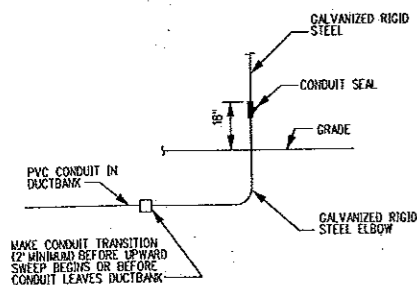 GALVANIZED RIGID
STEEL
CONDUIT SEAL
18"
GRADE
PVC CONDUIT IN
DUCTBANK
GALVANIZED RIGID
STEEL ELBOW
MAKE CONDUIT TRANSITION
(2' MINIMUM) BEFORE UPWARD
SWEEP BEGINS OR BEFORE
CONDUIT LEAVES DUCTBANK